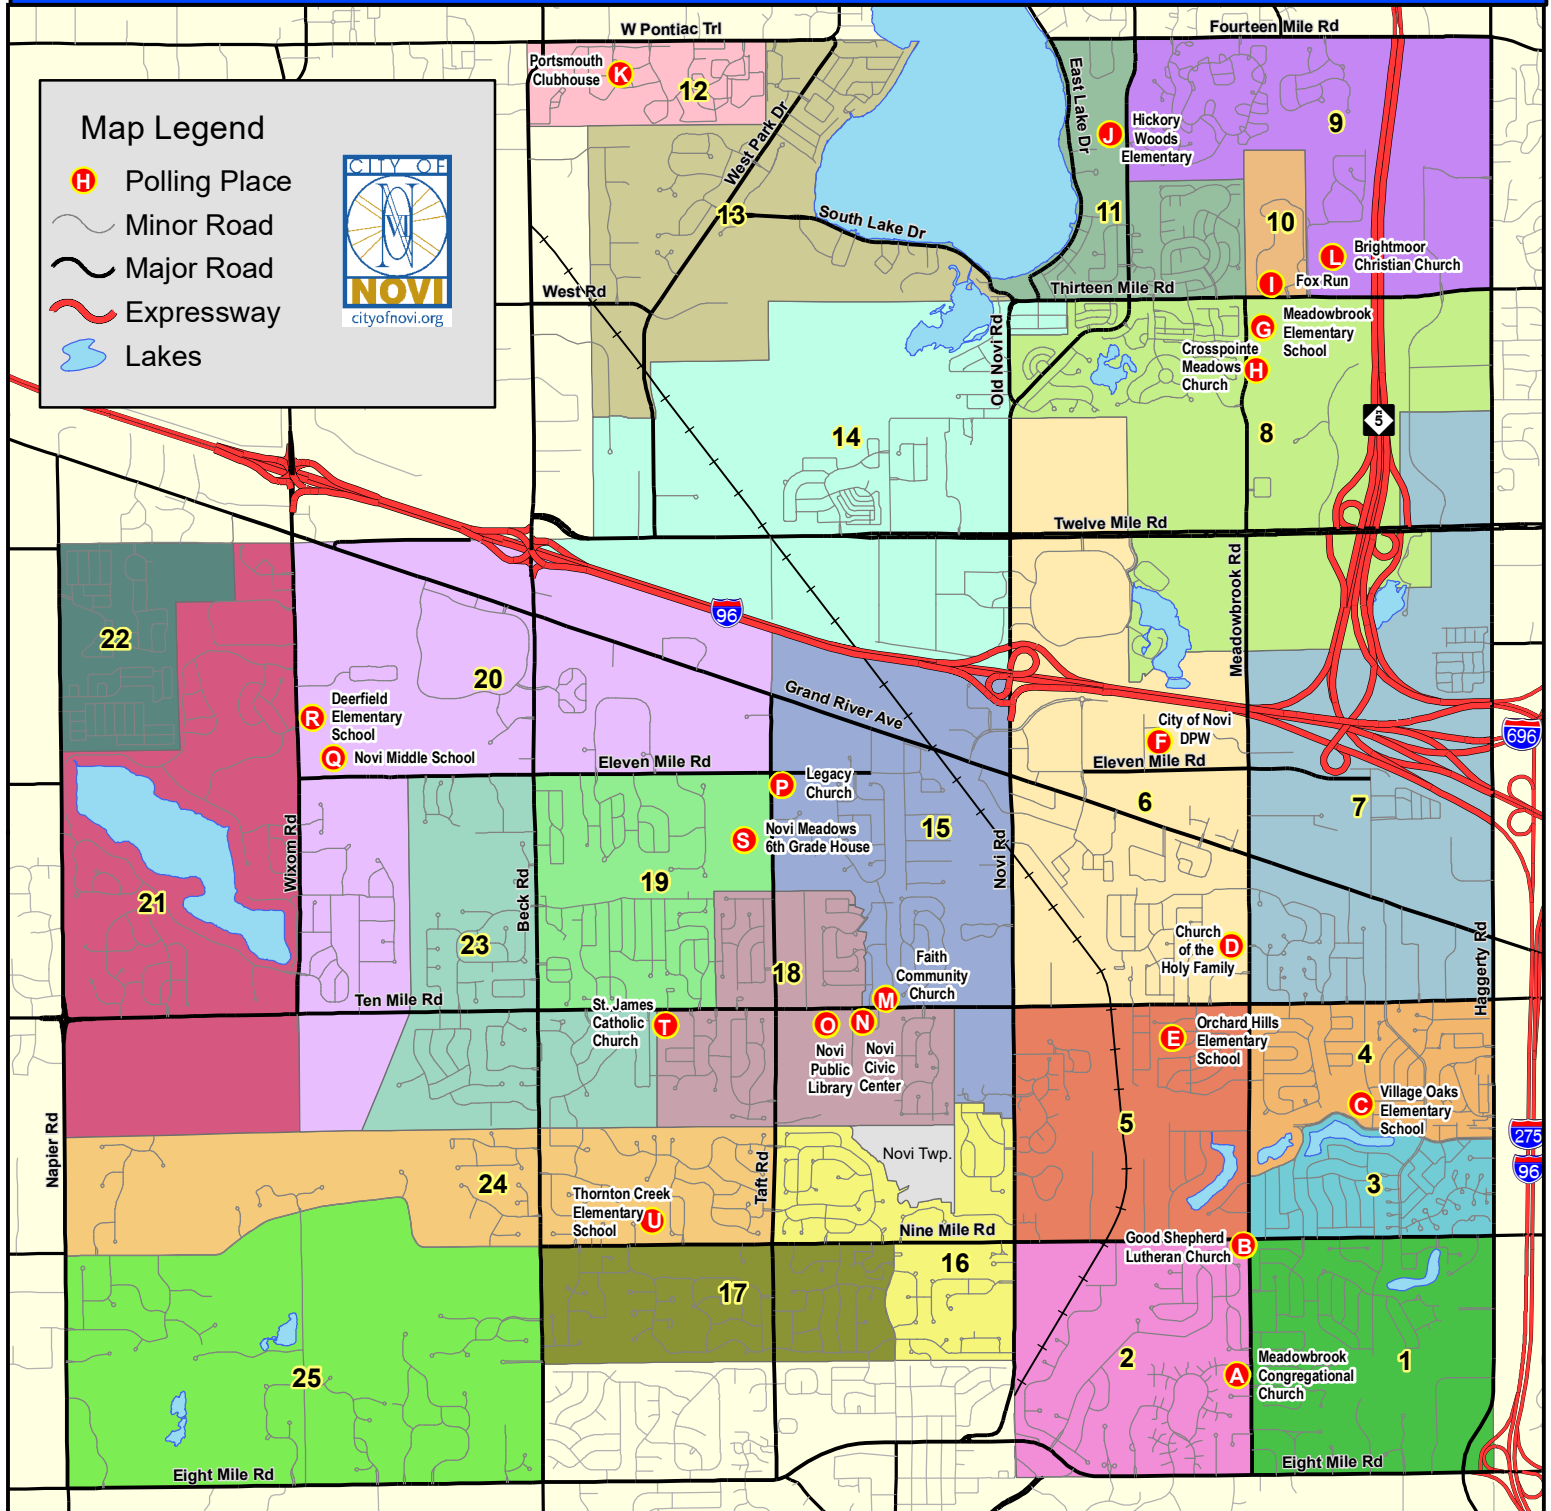 W Pontiac Trl
Fourteen Mile Rd
Portsmouth
Clubhouse
K
12
East Lake Dr
9
Map Legend
H
Polling Place
Minor Road
Major Road
Expressway
Lakes
CITY OF
NOVI
cityofnovi.org
West Park Dr
J
Hickory
Woods
Elementary
13
South Lake Dr
11
10
L
Brightmoor
Christian Church
I
Fox Run
West Rd
Thirteen Mile Rd
G
Meadowbrook
Elementary
School
Crosspointe
Meadows
Church
H
Old Novi Rd
M
5
14
8
Twelve Mile Rd
Meadowbrook Rd
96
22
20
R
Deerfield
Elementary
School
Q
Novi Middle School
Grand River Ave
City of Novi
DPW
F
696
Eleven Mile Rd
Eleven Mile Rd
P
Legacy
Church
6
7
S
Novi Meadows
6th Grade House
15
Wixom Rd
Beck Rd
Novi Rd
19
21
23
18
Church
of the
Holy Family
D
Haggerty Rd
Faith
Community
Church
M
Ten Mile Rd
St. James
Catholic
Church
T
O
N
Novi
Public
Library
Novi
Civic
Center
E
Orchard Hills
Elementary
School
4
C
Village Oaks
Elementary
School
5
275
96
Napier Rd
Novi Twp.
Taft Rd
24
3
Thornton Creek
Elementary
School
U
Nine Mile Rd
Good Shepherd
Lutheran Church
B
16
17
2
1
A
Meadowbrook
Congregational
Church
25
Eight Mile Rd
Eight Mile Rd